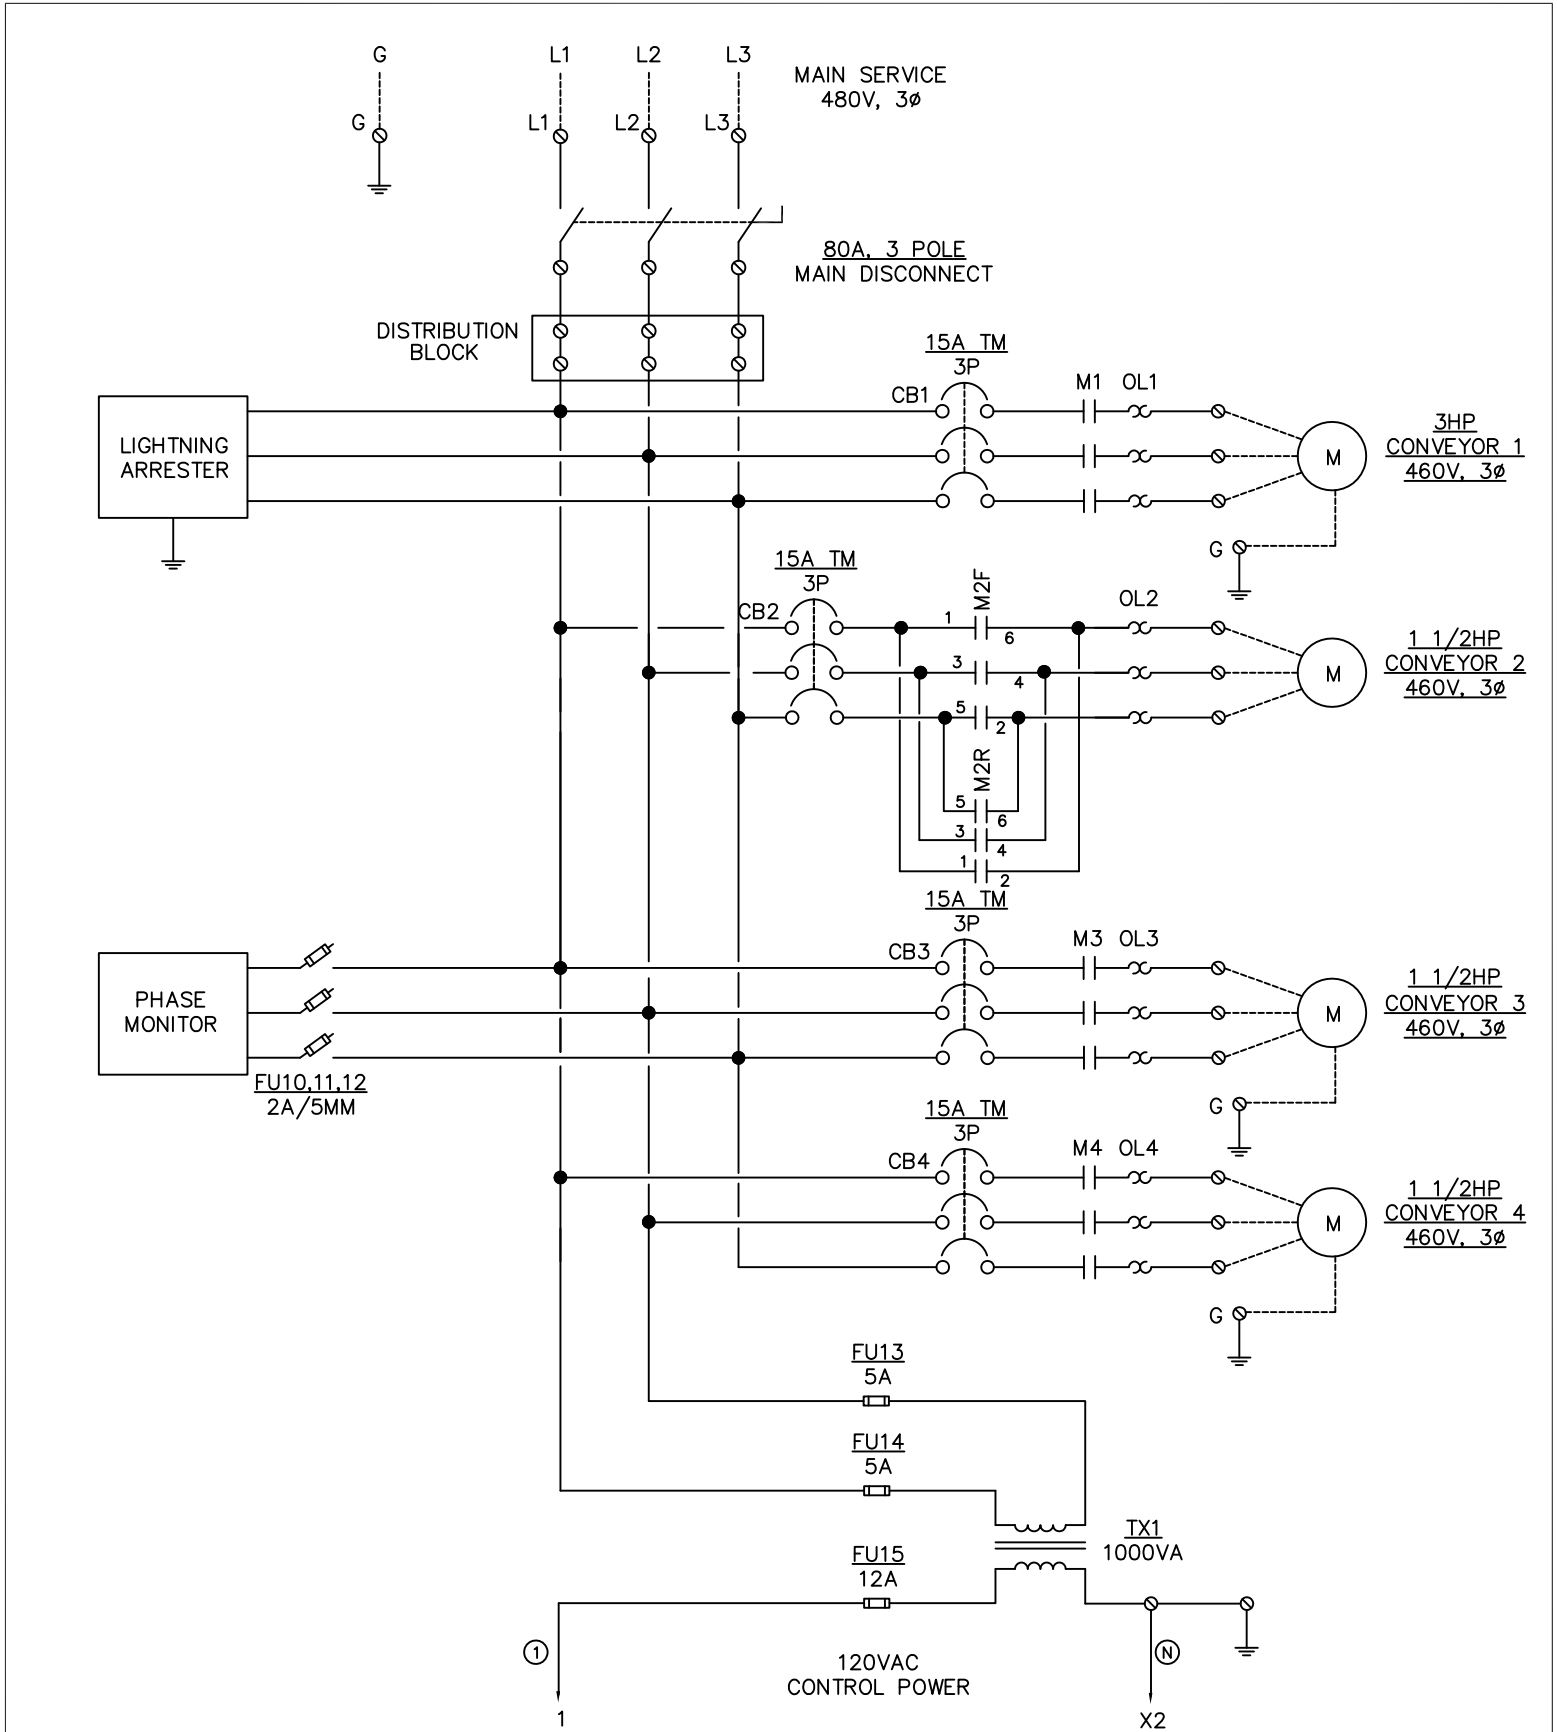 G
L1
L2
L3
MAIN SERVICE
480V, 3ø
G
L1
L2
L3
80A, 3 POLE
MAIN DISCONNECT
DISTRIBUTION
BLOCK
15A TM
3P
CB1
M1
OL1
LIGHTNING
ARRESTER
M
3HP
CONVEYOR 1
460V, 3ø
G
15A TM
3P
CB2
M2F
OL2
1
6
3
4
5
2
M
1 1/2HP
CONVEYOR 2
460V, 3ø
M2R
5
6
3
4
1
2
15A TM
3P
CB3
M3
OL3
PHASE
MONITOR
M
1 1/2HP
CONVEYOR 3
460V, 3ø
FU10,11,12
2A/5MM
G
15A TM
3P
CB4
M4
OL4
M
1 1/2HP
CONVEYOR 4
460V, 3ø
G
FU13
5A
FU14
5A
TX1
1000VA
FU15
12A
1
N
120VAC
CONTROL POWER
1
X2